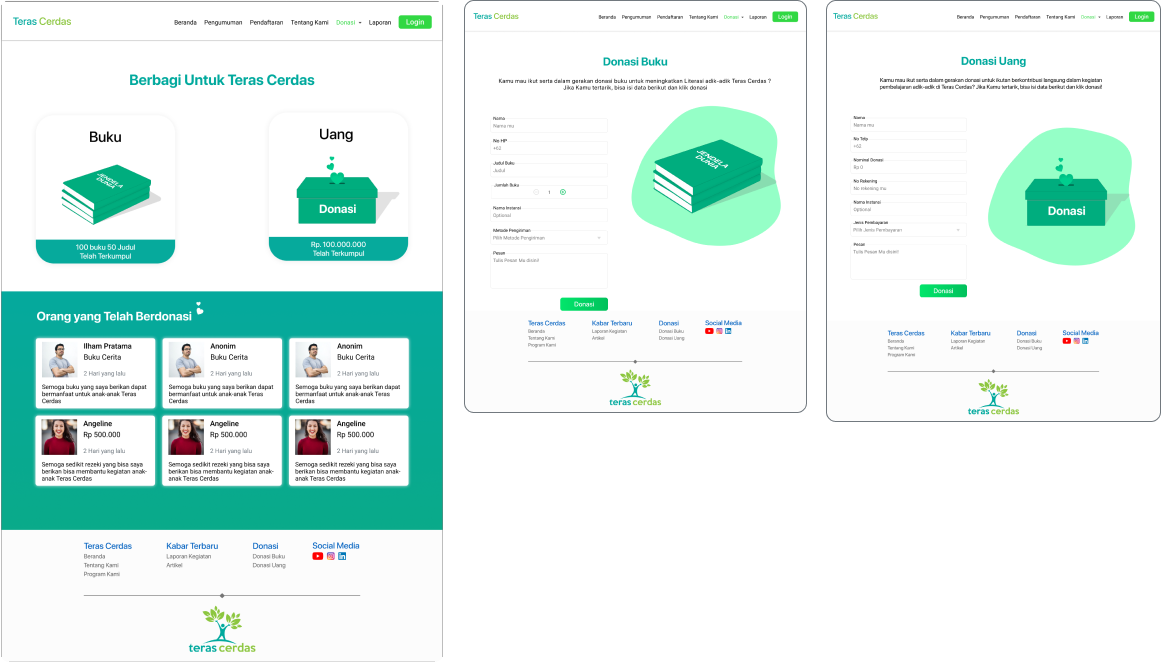 Teras Cerdas
Beranda Pengumuman Pendaftaran Tentang Kami Donasi Laporan Login
Berbagi Untuk Teras Cerdas
Buku
JENDELA
DUNIA
100 buku 50 Judul
Telah Terkumpul
Uang
Donasi
Rp. 100.000.000
Telah Terkumpul
Orang yang Telah Berdonasi
Ilham Pratama
Buku Cerita
2 Hari yang lalu
Semoga buku yang saya berikan dapat
bermanfaat untuk anak-anak Teras
Cerdas
Anonim
Buku Cerita
2 Hari yang lalu
Semoga buku yang saya berikan dapat
bermanfaat untuk anak-anak Teras
Cerdas
Anonim
Buku Cerita
2 Hari yang lalu
Semoga buku yang saya berikan dapat
bermanfaat untuk anak-anak Teras
Cerdas
Angeline
Rp 500.000
2 Hari yang lalu
Semoga sedikit rezeki yang bisa saya
berikan bisa membantu kegiatan anak-
anak Teras Cerdas
Angeline
Rp 500.000
2 Hari yang lalu
Semoga sedikit rezeki yang bisa saya
berikan bisa membantu kegiatan anak-
anak Teras Cerdas
Angeline
Rp 500.000
2 Hari yang lalu
Semoga sedikit rezeki yang bisa saya
berikan bisa membantu kegiatan anak-
anak Teras Cerdas
Teras Cerdas
Beranda
Tentang Kami
Program Kami
Kabar Terbaru
Laporan Kegiatan
Artikel
Donasi
Donasi Buku
Donasi Uang
Social Media
teras cerdas
Teras Cerdas
Beranda Pengumuman Pendaftaran Tentang Kami Donasi Laporan Login
Donasi Buku
Kamu mau ikut serta dalam gerakan donasi buku untuk meningkatkan Literasi adik-adik Teras Cerdas ?
Jika Kamu tertarik, bisa isi data berikut dan klik donasi
Nama
Nama mu
No HP
+62
Judul Buku
Judul
Jumlah Buku
1
Nama Instansi
Optional
Metode Pengiriman
Pilih Metode Pengiriman
Pesan
Tulis Pesan Mu disini!
Donasi
JENDELA
DUNIA
Teras Cerdas
Beranda
Tentang Kami
Program Kami
Kabar Terbaru
Laporan Kegiatan
Artikel
Donasi
Donasi Buku
Donasi Uang
Social Media
teras cerdas
Teras Cerdas
Beranda Pengumuman Pendaftaran Tentang Kami Donasi Laporan Login
Donasi Uang
Kamu mau ikut serta dalam gerakan donasi untuk ikutan berkontribusi langsung dalam kegiatan
pembelajaran adik-adik di Teras Cerdas? Jika Kamu tertarik, bisa isi data berikut dan klik donasi!
Nama
Nama mu
No Telp
+62
Nominal Donasi
Rp 0
No Rekening
No rekening mu
Nama Instansi
Optional
Jenis Pembayaran
Pilih Jenis Pembayaran
Pesan
Tulis Pesan Mu disini!
Donasi
Donasi
Teras Cerdas
Beranda
Tentang Kami
Program Kami
Kabar Terbaru
Laporan Kegiatan
Artikel
Donasi
Donasi Buku
Donasi Uang
Social Media
teras cerdas